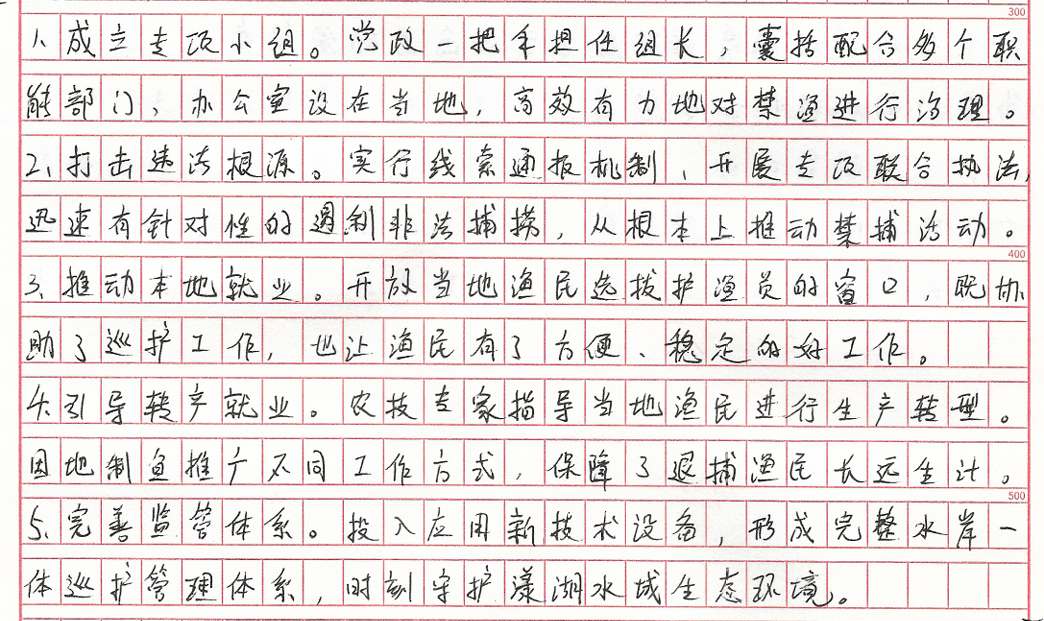 300
1、成立专项小组。党政一把手担任组长，囊括配合多个职
能部门、办公室设在当地，高效有力地对禁渔进行治理。
2、打击违法根源。实行线索通报机制、开展专项联合执法，
迅速有针对性的遏制非法捕捞，从根本上推动禁捕活动。
400
3、推动本地就业。开放当地渔民选拔护渔员的窗口，既协
助了巡护工作，也让渔民有了方便、稳定的好工作。
4、引导转产就业。农技专家指导当地渔民进行生产转型。
因地制宜推广不同工作方式，保障了退捕渔民长远生计。
500
5、完善监管体系。投入应用新技术设备，形成完整水岸一
体巡护管理体系，时刻守护漾湖水域生态环境。